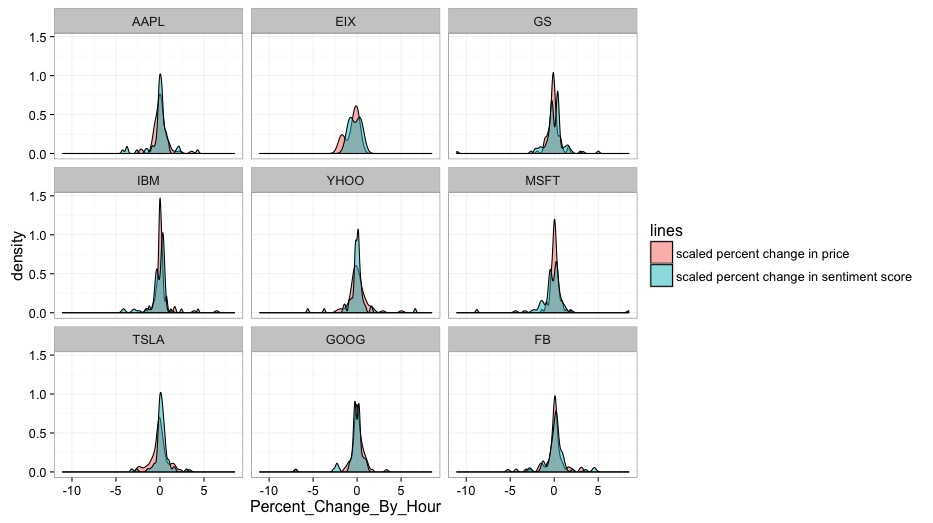 AAPL EIX GS
1.5
1.0
0.5
0.0
IBM YHOO MSFT
1.5
1.0
0.5
0.0
TSLA GOOG FB
1.5
1.0
0.5
0.0
-10 -5 0 5 -10 -5 0 5 -10 -5 0 5
Percent_Change_By_Hour
density
lines
scaled percent change in price
scaled percent change in sentiment score